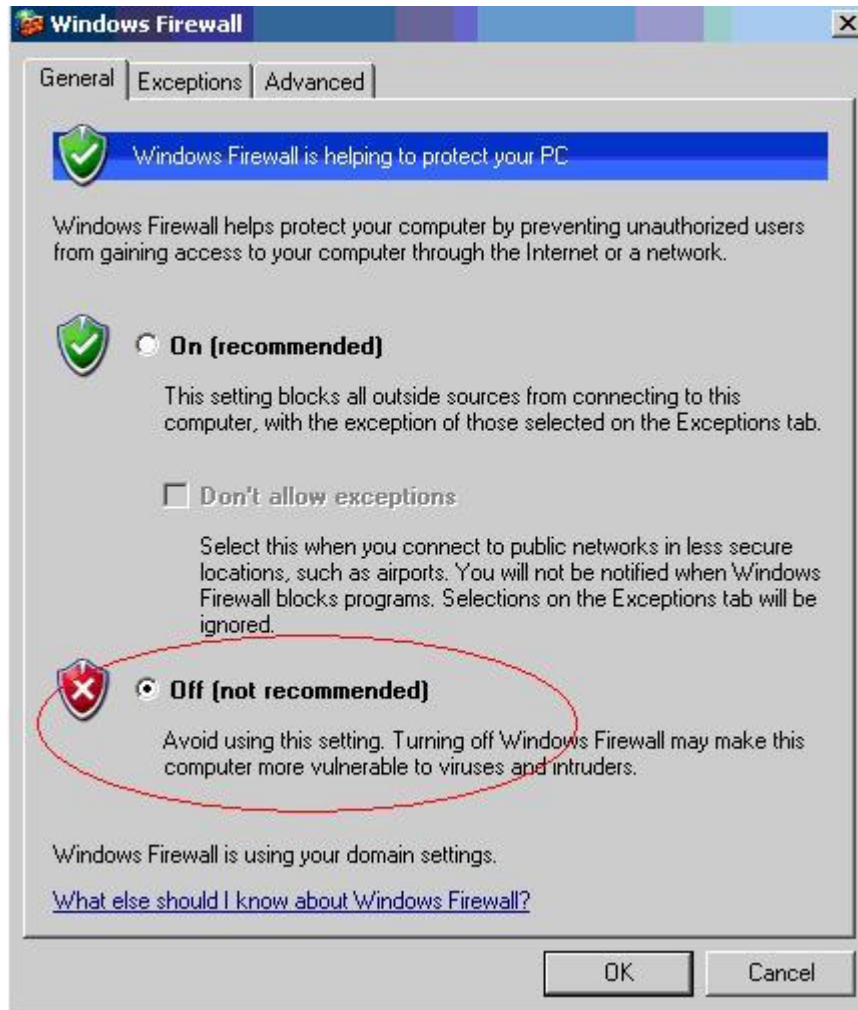 Windows Firewall
General Exceptions Advanced
Windows Firewall is helping to protect your PC
Windows Firewall helps protect your computer by preventing unauthorized users
from gaining access to your computer through the Internet or a network.
On (recommended)
This setting blocks all outside sources from connecting to this
computer, with the exception of those selected on the Exceptions tab.
Don't allow exceptions
Select this when you connect to public networks in less secure
locations, such as airports. You will not be notified when Windows
Firewall blocks programs. Selections on the Exceptions tab will be
ignored.
Off (not recommended)
Avoid using this setting. Turning off Windows Firewall may make this
computer more vulnerable to viruses and intruders.
Windows Firewall is using your domain settings.
What else should I know about Windows Firewall?
OK Cancel